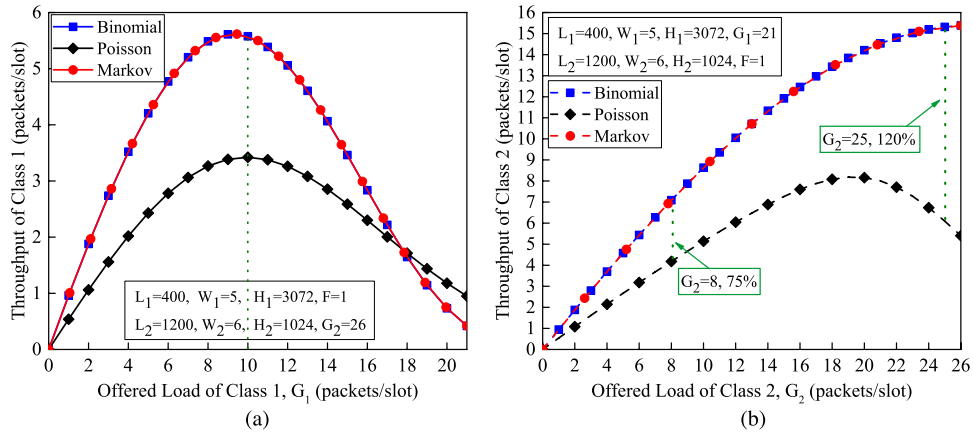 Binomial
Poisson
Markov
Throughput of Class 1 (packets/slot)
6
5
4
3
2
1
0
L₁=400, W₁=5, H₁=3072, F=1
L₂=1200, W₂=6, H₂=1024, G₂=26
0 2 4 6 8 10 12 14 16 18 20
Offered Load of Class 1, G₁ (packets/slot)
(a)
L₁=400, W₁=5, H₁=3072, G₁=21
L₂=1200, W₂=6, H₂=1024, F=1
Binomial
Poisson
Markov
Throughput of Class 2 (packets/slot)
16
15
14
13
12
11
10
9
8
7
6
5
4
3
2
1
0
G₂=25, 120%
G₂=8, 75%
0 2 4 6 8 10 12 14 16 18 20 22 24 26
Offered Load of Class 2, G₂ (packets/slot)
(b)